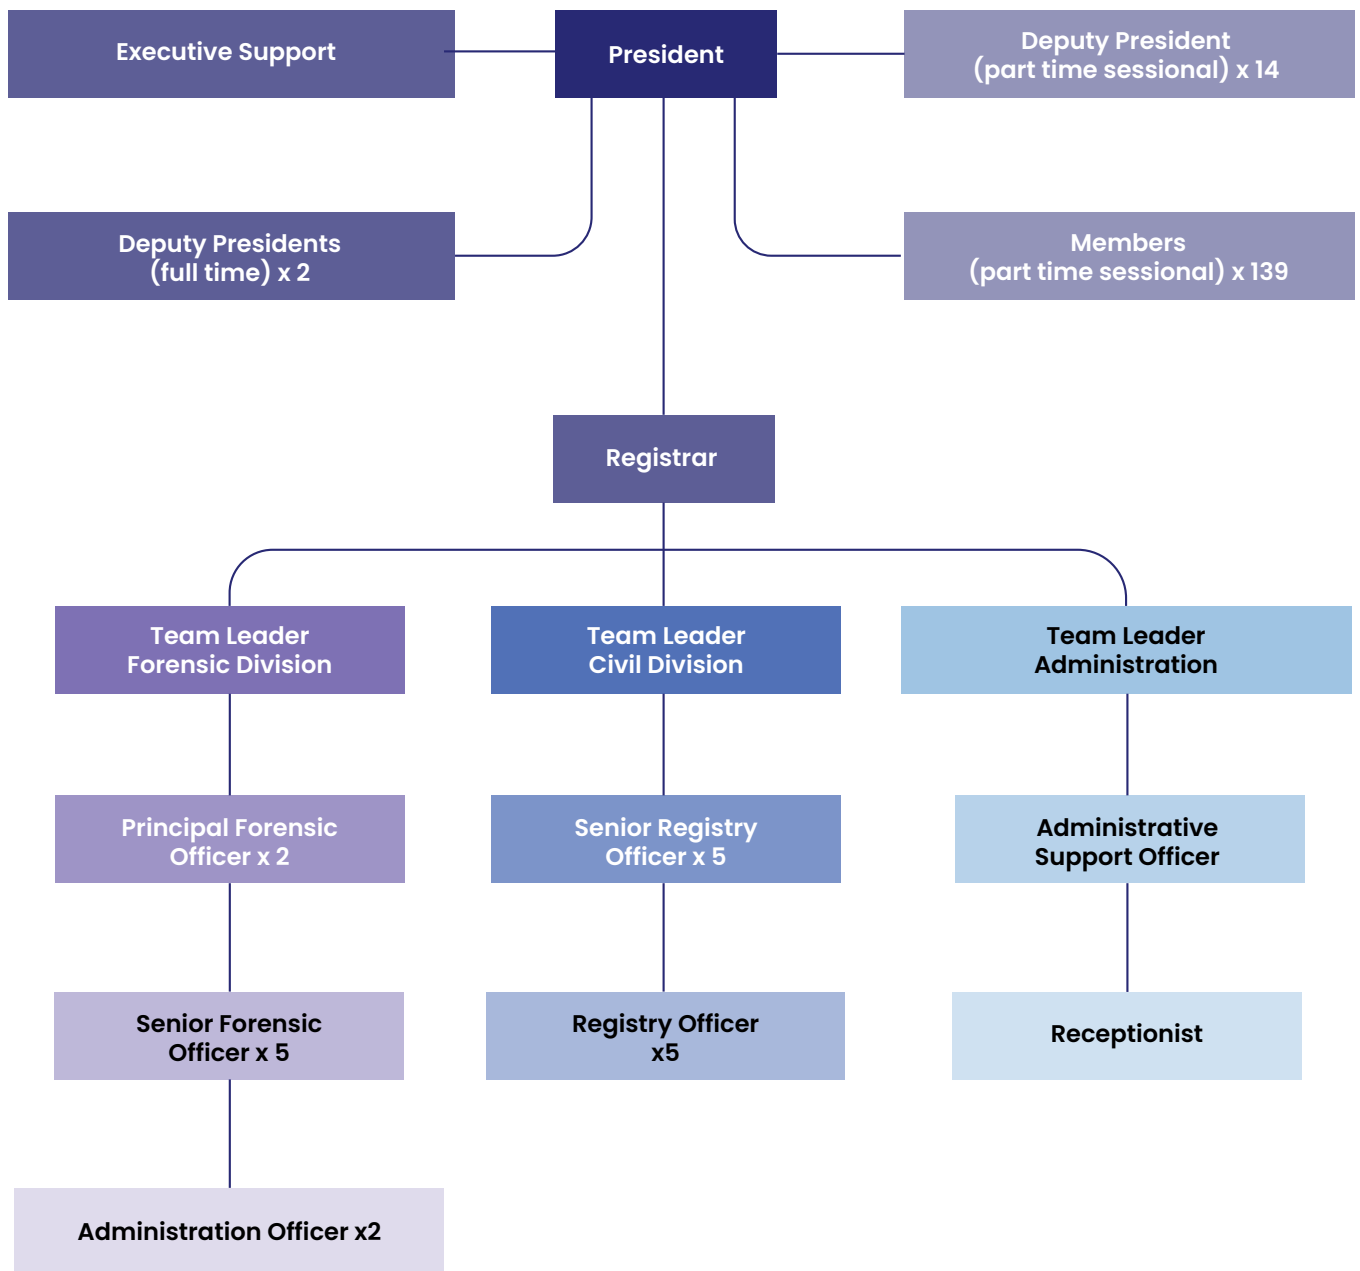 Executive Support
President
Deputy President
(part time sessional) x 14
Deputy Presidents
(full time) x 2
Members
(part time sessional) x 139
Registrar
Team Leader
Forensic Division
Team Leader
Civil Division
Team Leader
Administration
Principal Forensic
Officer x 2
Senior Registry
Officer x 5
Administrative
Support Officer
Senior Forensic
Officer x 5
Registry Officer
x5
Receptionist
Administration Officer x2